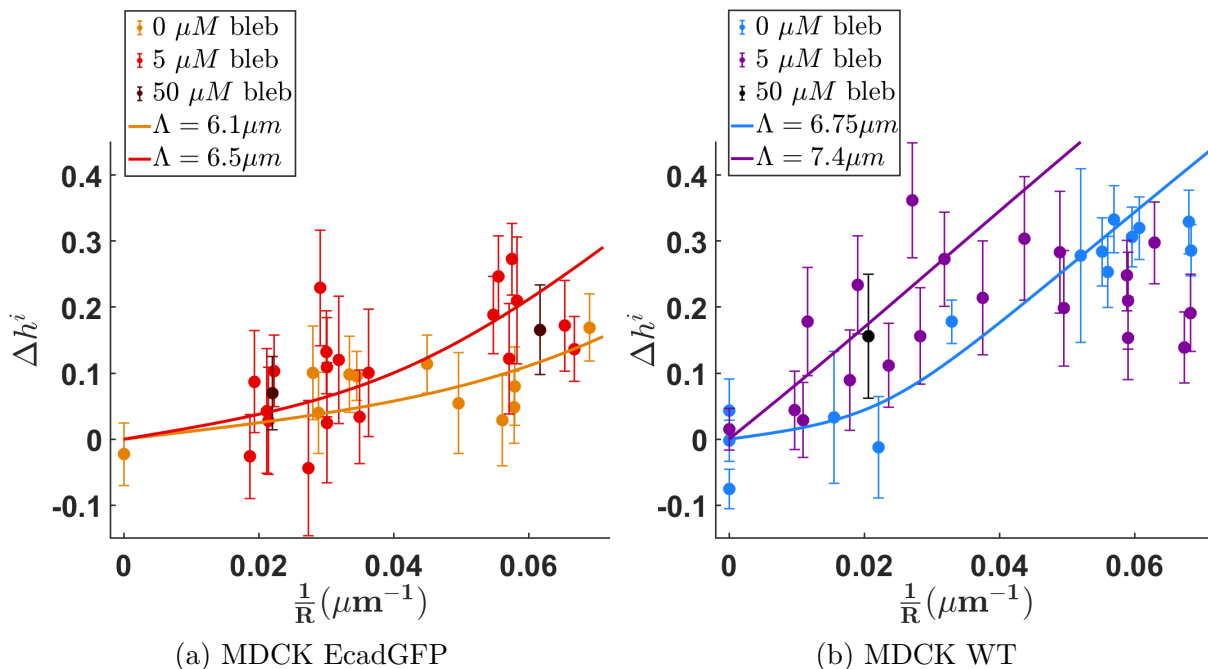 0 μM bleb
5 μM bleb
50 μM bleb
Λ = 6.1μm
Λ = 6.5μm
0.4
0.3
0.2
0.1
0
-0.1
Δhⁱ
0 0.02 0.04 0.06
1/R (μm⁻¹)
(a) MDCK EcadGFP
0 μM bleb
5 μM bleb
50 μM bleb
Λ = 6.75μm
Λ = 7.4μm
0.4
0.3
0.2
0.1
0
-0.1
Δhⁱ
0 0.02 0.04 0.06
1/R (μm⁻¹)
(b) MDCK WT